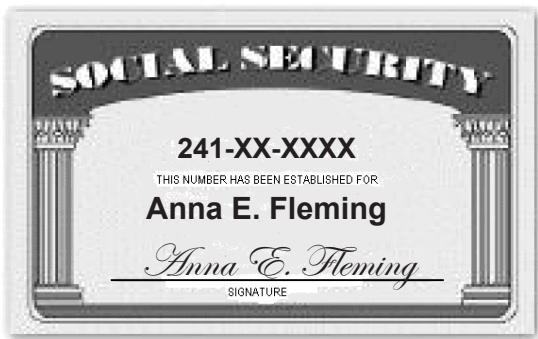 SOCIAL SECURITY
241-XX-XXXX
THIS NUMBER HAS BEEN ESTABLISHED FOR
Anna E. Fleming
Anna E. Fleming
SIGNATURE